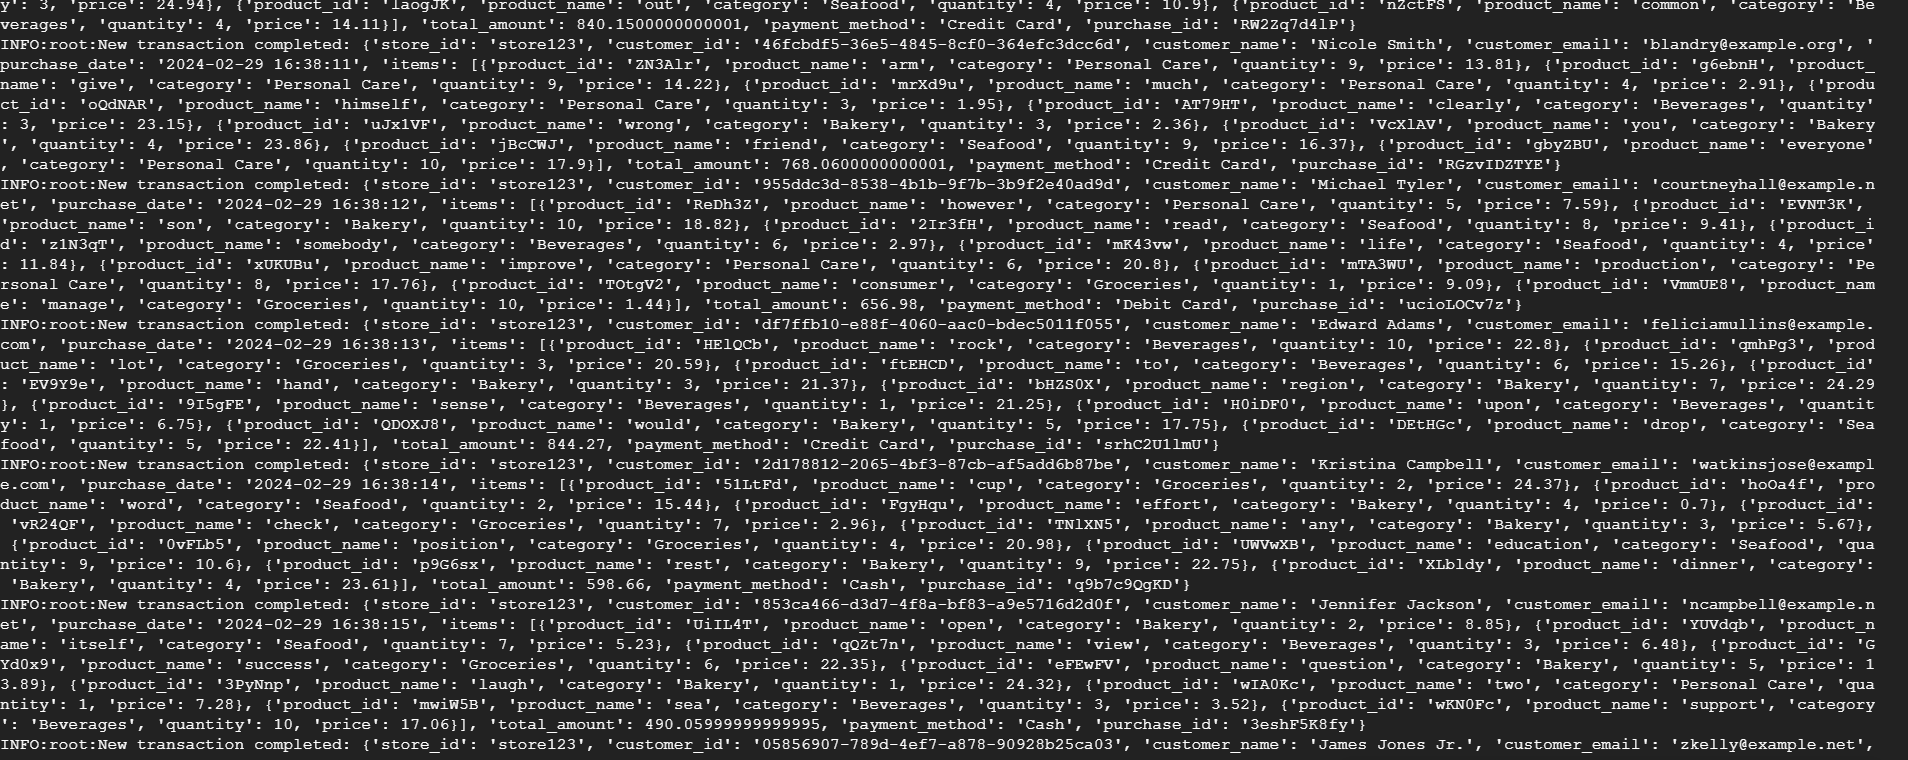 y': 3, 'price': 24.94}, {'product_id': 'laogJK', 'product_name': 'out', 'category': 'Seafood', 'quantity': 4, 'price': 10.9}, {'product_id': 'nZctFS', 'product_name': 'common', 'category': 'Be
verages', 'quantity': 4, 'price': 14.11}], 'total_amount': 840.1500000000001, 'payment_method': 'Credit Card', 'purchase_id': 'RW2Zq7d4lP'}
INFO:root:New transaction completed: {'store_id': 'store123', 'customer_id': '46fcbdf5-36e5-4845-8cf0-364efc3dcc6d', 'customer_name': 'Nicole Smith', 'customer_email': 'blandry@example.org', '
purchase_date': '2024-02-29 16:38:11', 'items': [{'product_id': 'ZN3Alr', 'product_name': 'arm', 'category': 'Personal Care', 'quantity': 9, 'price': 13.81}, {'product_id': 'g6ebnH', 'product_
name': 'give', 'category': 'Personal Care', 'quantity': 9, 'price': 14.22}, {'product_id': 'mrXd9u', 'product_name': 'much', 'category': 'Personal Care', 'quantity': 4, 'price': 2.91}, {'produ
ct_id': 'oQdNAR', 'product_name': 'himself', 'category': 'Personal Care', 'quantity': 3, 'price': 1.95}, {'product_id': 'AT79HT', 'product_name': 'clearly', 'category': 'Beverages', 'quantity'
: 3, 'price': 23.15}, {'product_id': 'uJx1VF', 'product_name': 'wrong', 'category': 'Bakery', 'quantity': 3, 'price': 2.36}, {'product_id': 'VcXlAV', 'product_name': 'you', 'category': 'Bakery
', 'quantity': 4, 'price': 23.86}, {'product_id': 'jBcCWJ', 'product_name': 'friend', 'category': 'Seafood', 'quantity': 9, 'price': 16.37}, {'product_id': 'gbyZBU', 'product_name': 'everyone'
, 'category': 'Personal Care', 'quantity': 10, 'price': 17.9}], 'total_amount': 768.0600000000001, 'payment_method': 'Credit Card', 'purchase_id': 'RGzvIDZTYE'}
INFO:root:New transaction completed: {'store_id': 'store123', 'customer_id': '955ddc3d-8538-4b1b-9f7b-3b9f2e40ad9d', 'customer_name': 'Michael Tyler', 'customer_email': 'courtneyhall@example.n
et', 'purchase_date': '2024-02-29 16:38:12', 'items': [{'product_id': 'ReDh3Z', 'product_name': 'however', 'category': 'Personal Care', 'quantity': 5, 'price': 7.59}, {'product_id': 'EVNT3K',
'product_name': 'son', 'category': 'Bakery', 'quantity': 10, 'price': 18.82}, {'product_id': '2Ir3fH', 'product_name': 'read', 'category': 'Seafood', 'quantity': 8, 'price': 9.41}, {'product_i
d': 'z1N3qT', 'product_name': 'somebody', 'category': 'Beverages', 'quantity': 6, 'price': 2.97}, {'product_id': 'mK43vw', 'product_name': 'life', 'category': 'Seafood', 'quantity': 4, 'price'
: 11.84}, {'product_id': 'xUKUBu', 'product_name': 'improve', 'category': 'Personal Care', 'quantity': 6, 'price': 20.8}, {'product_id': 'mTA3WU', 'product_name': 'production', 'category': 'Pe
rsonal Care', 'quantity': 8, 'price': 17.76}, {'product_id': 'TOtgV2', 'product_name': 'consumer', 'category': 'Groceries', 'quantity': 1, 'price': 9.09}, {'product_id': 'VmmUE8', 'product_nam
e': 'manage', 'category': 'Groceries', 'quantity': 10, 'price': 1.44}], 'total_amount': 656.98, 'payment_method': 'Debit Card', 'purchase_id': 'ucioLOCv7z'}
INFO:root:New transaction completed: {'store_id': 'store123', 'customer_id': 'df7ffb10-e88f-4060-aac0-bdec5011f055', 'customer_name': 'Edward Adams', 'customer_email': 'feliciamullins@example.
com', 'purchase_date': '2024-02-29 16:38:13', 'items': [{'product_id': 'HElQCb', 'product_name': 'rock', 'category': 'Beverages', 'quantity': 10, 'price': 22.8}, {'product_id': 'qmhPg3', 'prod
uct_name': 'lot', 'category': 'Groceries', 'quantity': 3, 'price': 20.59}, {'product_id': 'ftEHCD', 'product_name': 'to', 'category': 'Beverages', 'quantity': 6, 'price': 15.26}, {'product_id'
: 'EV9Y9e', 'product_name': 'hand', 'category': 'Bakery', 'quantity': 3, 'price': 21.37}, {'product_id': 'bHZS0X', 'product_name': 'region', 'category': 'Bakery', 'quantity': 7, 'price': 24.29
}, {'product_id': '9I5gFE', 'product_name': 'sense', 'category': 'Beverages', 'quantity': 1, 'price': 21.25}, {'product_id': 'H0iDF0', 'product_name': 'upon', 'category': 'Beverages', 'quantit
y': 1, 'price': 6.75}, {'product_id': 'QDOXJ8', 'product_name': 'would', 'category': 'Bakery', 'quantity': 5, 'price': 17.75}, {'product_id': 'DEtHGc', 'product_name': 'drop', 'category': 'Sea
food', 'quantity': 5, 'price': 22.41}], 'total_amount': 844.27, 'payment_method': 'Credit Card', 'purchase_id': 'srhC2U1lmU'}
INFO:root:New transaction completed: {'store_id': 'store123', 'customer_id': '2d178812-2065-4bf3-87cb-af5add6b87be', 'customer_name': 'Kristina Campbell', 'customer_email': 'watkinsjose@exampl
e.com', 'purchase_date': '2024-02-29 16:38:14', 'items': [{'product_id': '51LtFd', 'product_name': 'cup', 'category': 'Groceries', 'quantity': 2, 'price': 24.37}, {'product_id': 'hoOa4f', 'pro
duct_name': 'word', 'category': 'Seafood', 'quantity': 2, 'price': 15.44}, {'product_id': 'FgyHqu', 'product_name': 'effort', 'category': 'Bakery', 'quantity': 4, 'price': 0.7}, {'product_id':
 'vR24QF', 'product_name': 'check', 'category': 'Groceries', 'quantity': 7, 'price': 2.96}, {'product_id': 'TNlXN5', 'product_name': 'any', 'category': 'Bakery', 'quantity': 3, 'price': 5.67},
 {'product_id': '0vFLb5', 'product_name': 'position', 'category': 'Groceries', 'quantity': 4, 'price': 20.98}, {'product_id': 'UWVwXB', 'product_name': 'education', 'category': 'Seafood', 'qua
ntity': 9, 'price': 10.6}, {'product_id': 'p9G6sx', 'product_name': 'rest', 'category': 'Bakery', 'quantity': 9, 'price': 22.75}, {'product_id': 'XLbldy', 'product_name': 'dinner', 'category':
 'Bakery', 'quantity': 4, 'price': 23.61}], 'total_amount': 598.66, 'payment_method': 'Cash', 'purchase_id': 'q9b7c9QgKD'}
INFO:root:New transaction completed: {'store_id': 'store123', 'customer_id': '853ca466-d3d7-4f8a-bf83-a9e5716d2d0f', 'customer_name': 'Jennifer Jackson', 'customer_email': 'ncampbell@example.n
et', 'purchase_date': '2024-02-29 16:38:15', 'items': [{'product_id': 'UiIL4T', 'product_name': 'open', 'category': 'Bakery', 'quantity': 2, 'price': 8.85}, {'product_id': 'YUVdqb', 'product_n
ame': 'itself', 'category': 'Seafood', 'quantity': 7, 'price': 5.23}, {'product_id': 'qQZt7n', 'product_name': 'view', 'category': 'Beverages', 'quantity': 3, 'price': 6.48}, {'product_id': 'G
Yd0x9', 'product_name': 'success', 'category': 'Groceries', 'quantity': 6, 'price': 22.35}, {'product_id': 'eFEwFV', 'product_name': 'question', 'category': 'Bakery', 'quantity': 5, 'price': 1
3.89}, {'product_id': '3PyNnp', 'product_name': 'laugh', 'category': 'Bakery', 'quantity': 1, 'price': 24.32}, {'product_id': 'wIA0Kc', 'product_name': 'two', 'category': 'Personal Care', 'qua
ntity': 1, 'price': 7.28}, {'product_id': 'mwiW5B', 'product_name': 'sea', 'category': 'Beverages', 'quantity': 3, 'price': 3.52}, {'product_id': 'wKN0Fc', 'product_name': 'support', 'category
': 'Beverages', 'quantity': 10, 'price': 17.06}], 'total_amount': 490.05999999999995, 'payment_method': 'Cash', 'purchase_id': '3eshF5K8fy'}
INFO:root:New transaction completed: {'store_id': 'store123', 'customer_id': '05856907-789d-4ef7-a878-90928b25ca03', 'customer_name': 'James Jones Jr.', 'customer_email': 'zkelly@example.net',